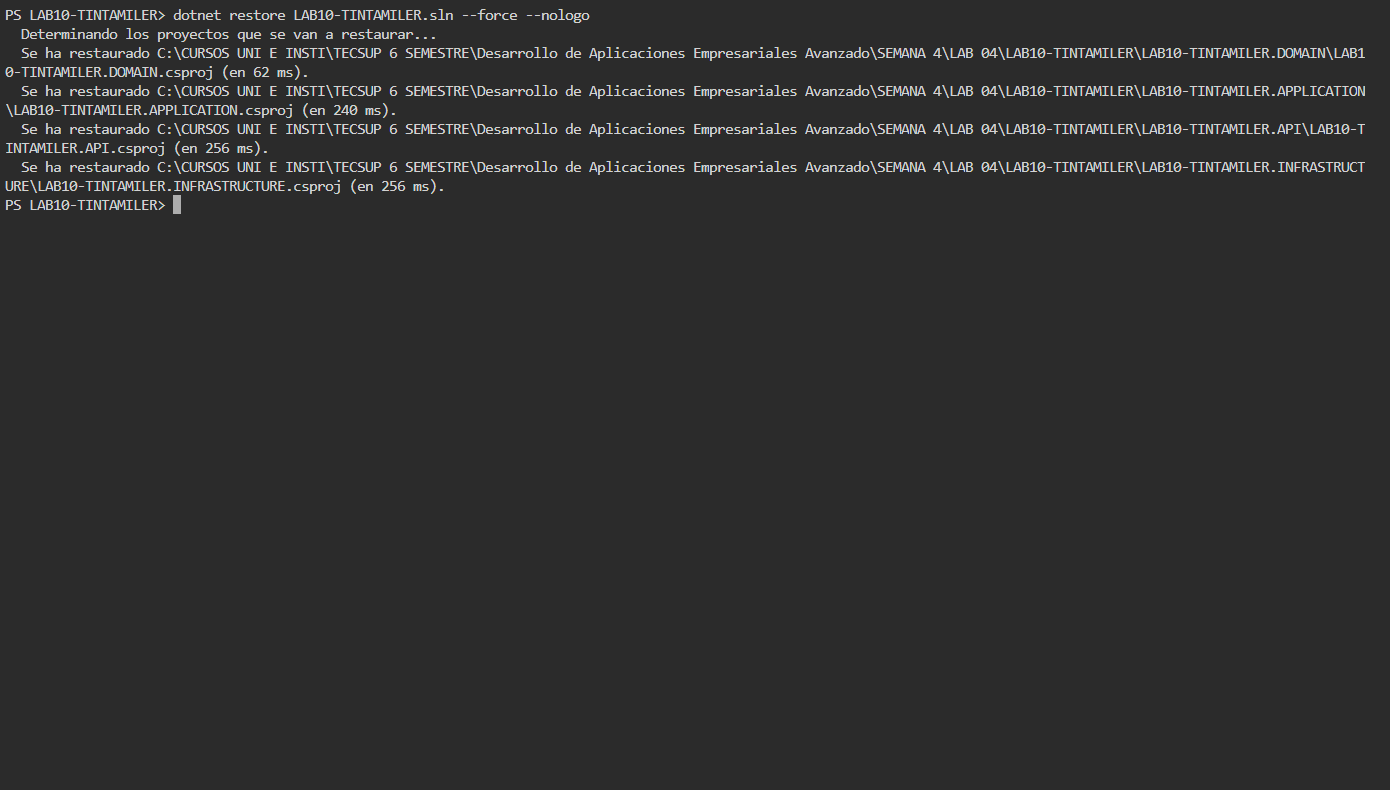 PS LAB10-TINTAMILER> dotnet restore LAB10-TINTAMILER.sln --force --nologo
  Determinando los proyectos que se van a restaurar...
  Se ha restaurado C:\CURSOS UNI E INSTI\TECSUP 6 SEMESTRE\Desarrollo de Aplicaciones Empresariales Avanzado\SEMANA 4\LAB 04\LAB10-TINTAMILER\LAB10-TINTAMILER.DOMAIN\LAB1
0-TINTAMILER.DOMAIN.csproj (en 62 ms).
  Se ha restaurado C:\CURSOS UNI E INSTI\TECSUP 6 SEMESTRE\Desarrollo de Aplicaciones Empresariales Avanzado\SEMANA 4\LAB 04\LAB10-TINTAMILER\LAB10-TINTAMILER.APPLICATION
\LAB10-TINTAMILER.APPLICATION.csproj (en 240 ms).
  Se ha restaurado C:\CURSOS UNI E INSTI\TECSUP 6 SEMESTRE\Desarrollo de Aplicaciones Empresariales Avanzado\SEMANA 4\LAB 04\LAB10-TINTAMILER\LAB10-TINTAMILER.API\LAB10-T
INTAMILER.API.csproj (en 256 ms).
  Se ha restaurado C:\CURSOS UNI E INSTI\TECSUP 6 SEMESTRE\Desarrollo de Aplicaciones Empresariales Avanzado\SEMANA 4\LAB 04\LAB10-TINTAMILER\LAB10-TINTAMILER.INFRASTRUCT
URE\LAB10-TINTAMILER.INFRASTRUCTURE.csproj (en 256 ms).
PS LAB10-TINTAMILER>